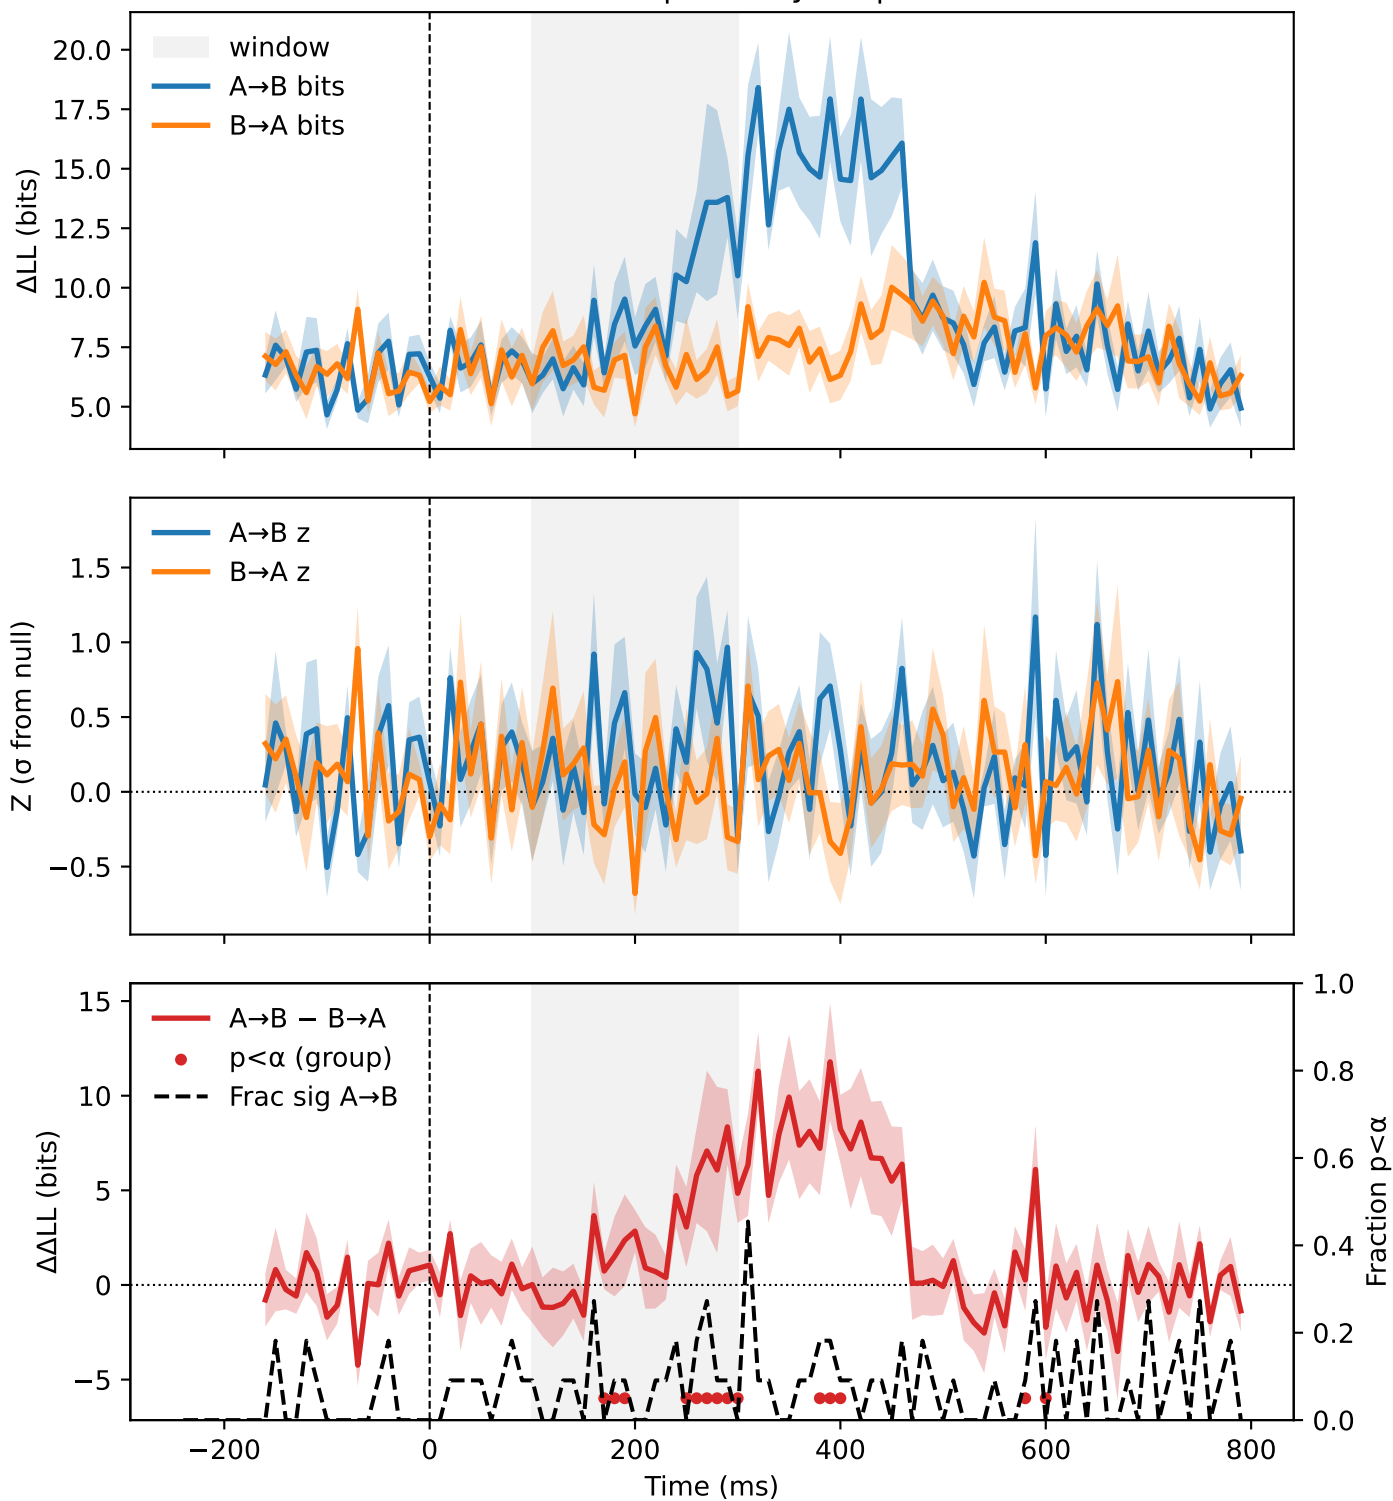 20.0
17.5
15.0
12.5
10.0
7.5
5.0
ΔLL (bits)
window
A→B bits
B→A bits
1.5
1.0
0.5
0.0
−0.5
Z (σ from null)
A→B z
B→A z
15
10
5
0
−5
ΔΔLL (bits)
A→B − B→A
p<α (group)
Frac sig A→B
1.0
0.8
0.6
0.4
0.2
0.0
Fraction p<α
−200
0
200
400
600
800
Time (ms)